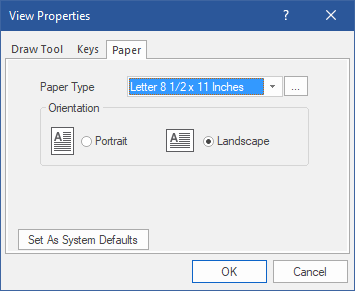 View Properties
Draw Tool Keys Paper
Paper Type Letter 8 1/2 x 11 Inches ...
Orientation
A Portrait A Landscape
Set As System Defaults
OK Cancel